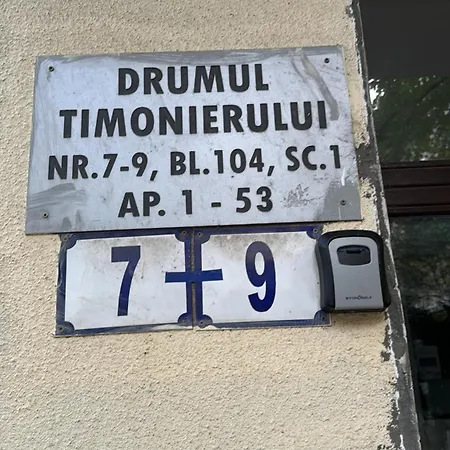 DRUMUL
TIMONIERULUI
NR.7-9, BL.104, SC.1
AP. 1 - 53
7 - 9